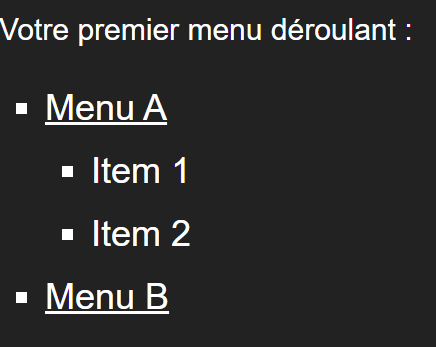 Votre premier menu déroulant :
Menu A
Item 1
Item 2
Menu B